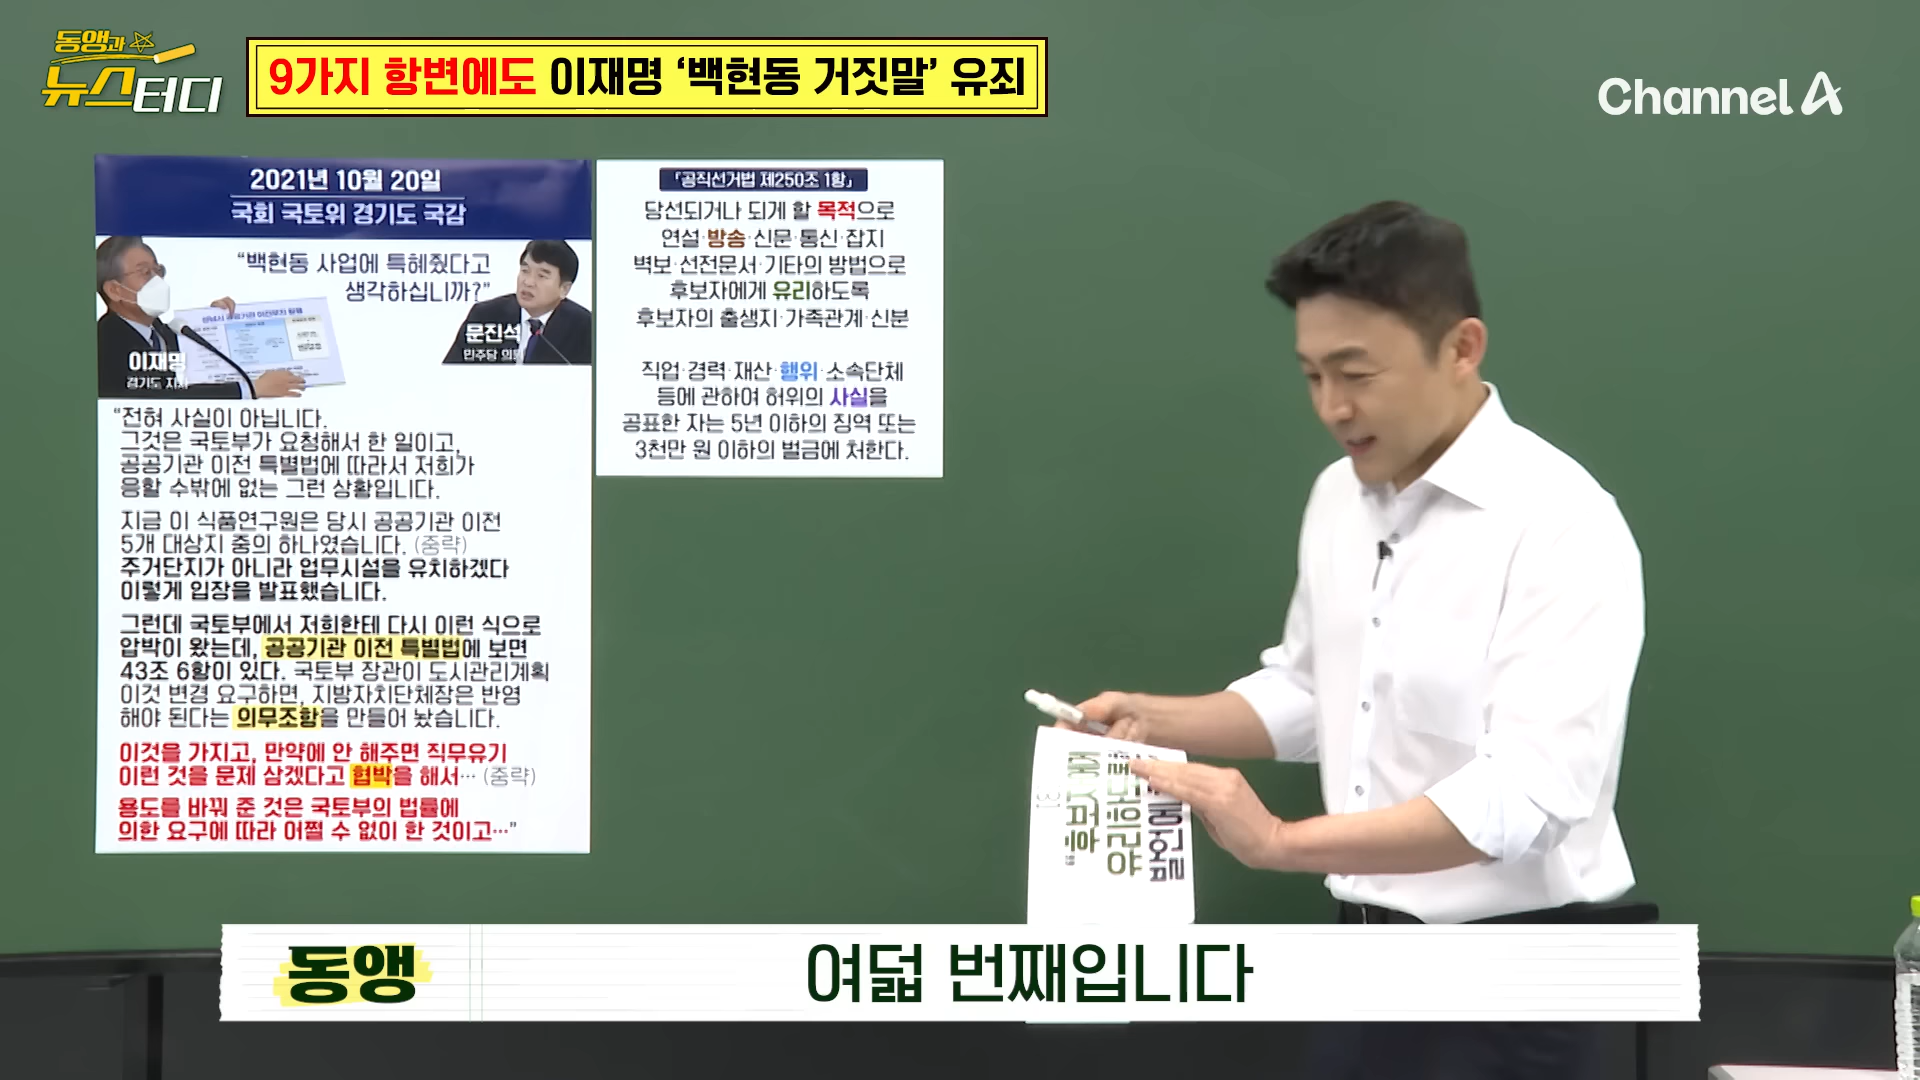 동앵과
뉴스터디
9가지 항변에도 이재명 ‘백현동 거짓말’ 유죄
Channel A
2021년 10월 20일
국회 국토위 경기도 국감
“백현동 사업에 특혜줬다고
생각하십니까?”
이재명
경기도 지사
문진석
민주당 의원
“전혀 사실이 아닙니다.
그것은 국토부가 요청해서 한 일이고,
공공기관 이전 특별법에 따라서 저희가
응할 수밖에 없는 그런 상황입니다.
지금 이 식품연구원은 당시 공공기관 이전
5개 대상지 중의 하나였습니다. (중략)
주거단지가 아니라 업무시설을 유치하겠다
이렇게 입장을 발표했습니다.
그런데 국토부에서 저희한테 다시 이런 식으로
압박이 왔는데, 공공기관 이전 특별법에 보면
43조 6항이 있다. 국토부 장관이 도시관리계획
이것 변경 요구하면, 지방자치단체장은 반영
해야 된다는 의무조항을 만들어 놨습니다.
이것을 가지고, 만약에 안 해주면 직무유기
이런 것을 문제 삼겠다고 협박을 해서… (중략)
용도를 바꿔 준 것은 국토부의 법률에
의한 요구에 따라 어쩔 수 없이 한 것이고…”
「공직선거법 제250조 1항」
당선되거나 되게 할 목적으로
연설·방송·신문·통신·잡지
벽보·선전문서·기타의 방법으로
후보자에게 유리하도록
후보자의 출생지·가족관계·신분
직업·경력·재산·행위·소속단체
등에 관하여 허위의 사실을
공표한 자는 5년 이하의 징역 또는
3천만 원 이하의 벌금에 처한다.
“후보자에게
유리하도록
동앵
여덟 번째입니다